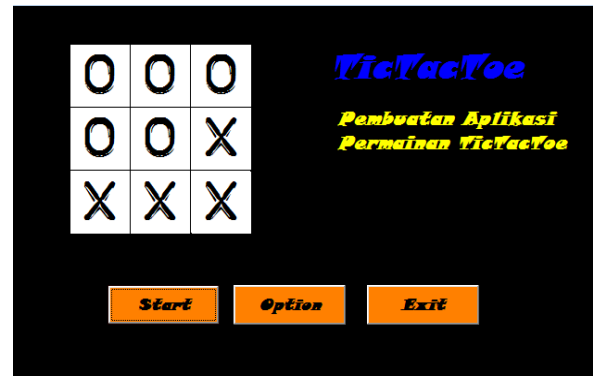 O O O
O O X
X X X
TicTacToe
Pembuatan Aplikasi
Permainan TicTacToe
Start Option Exit